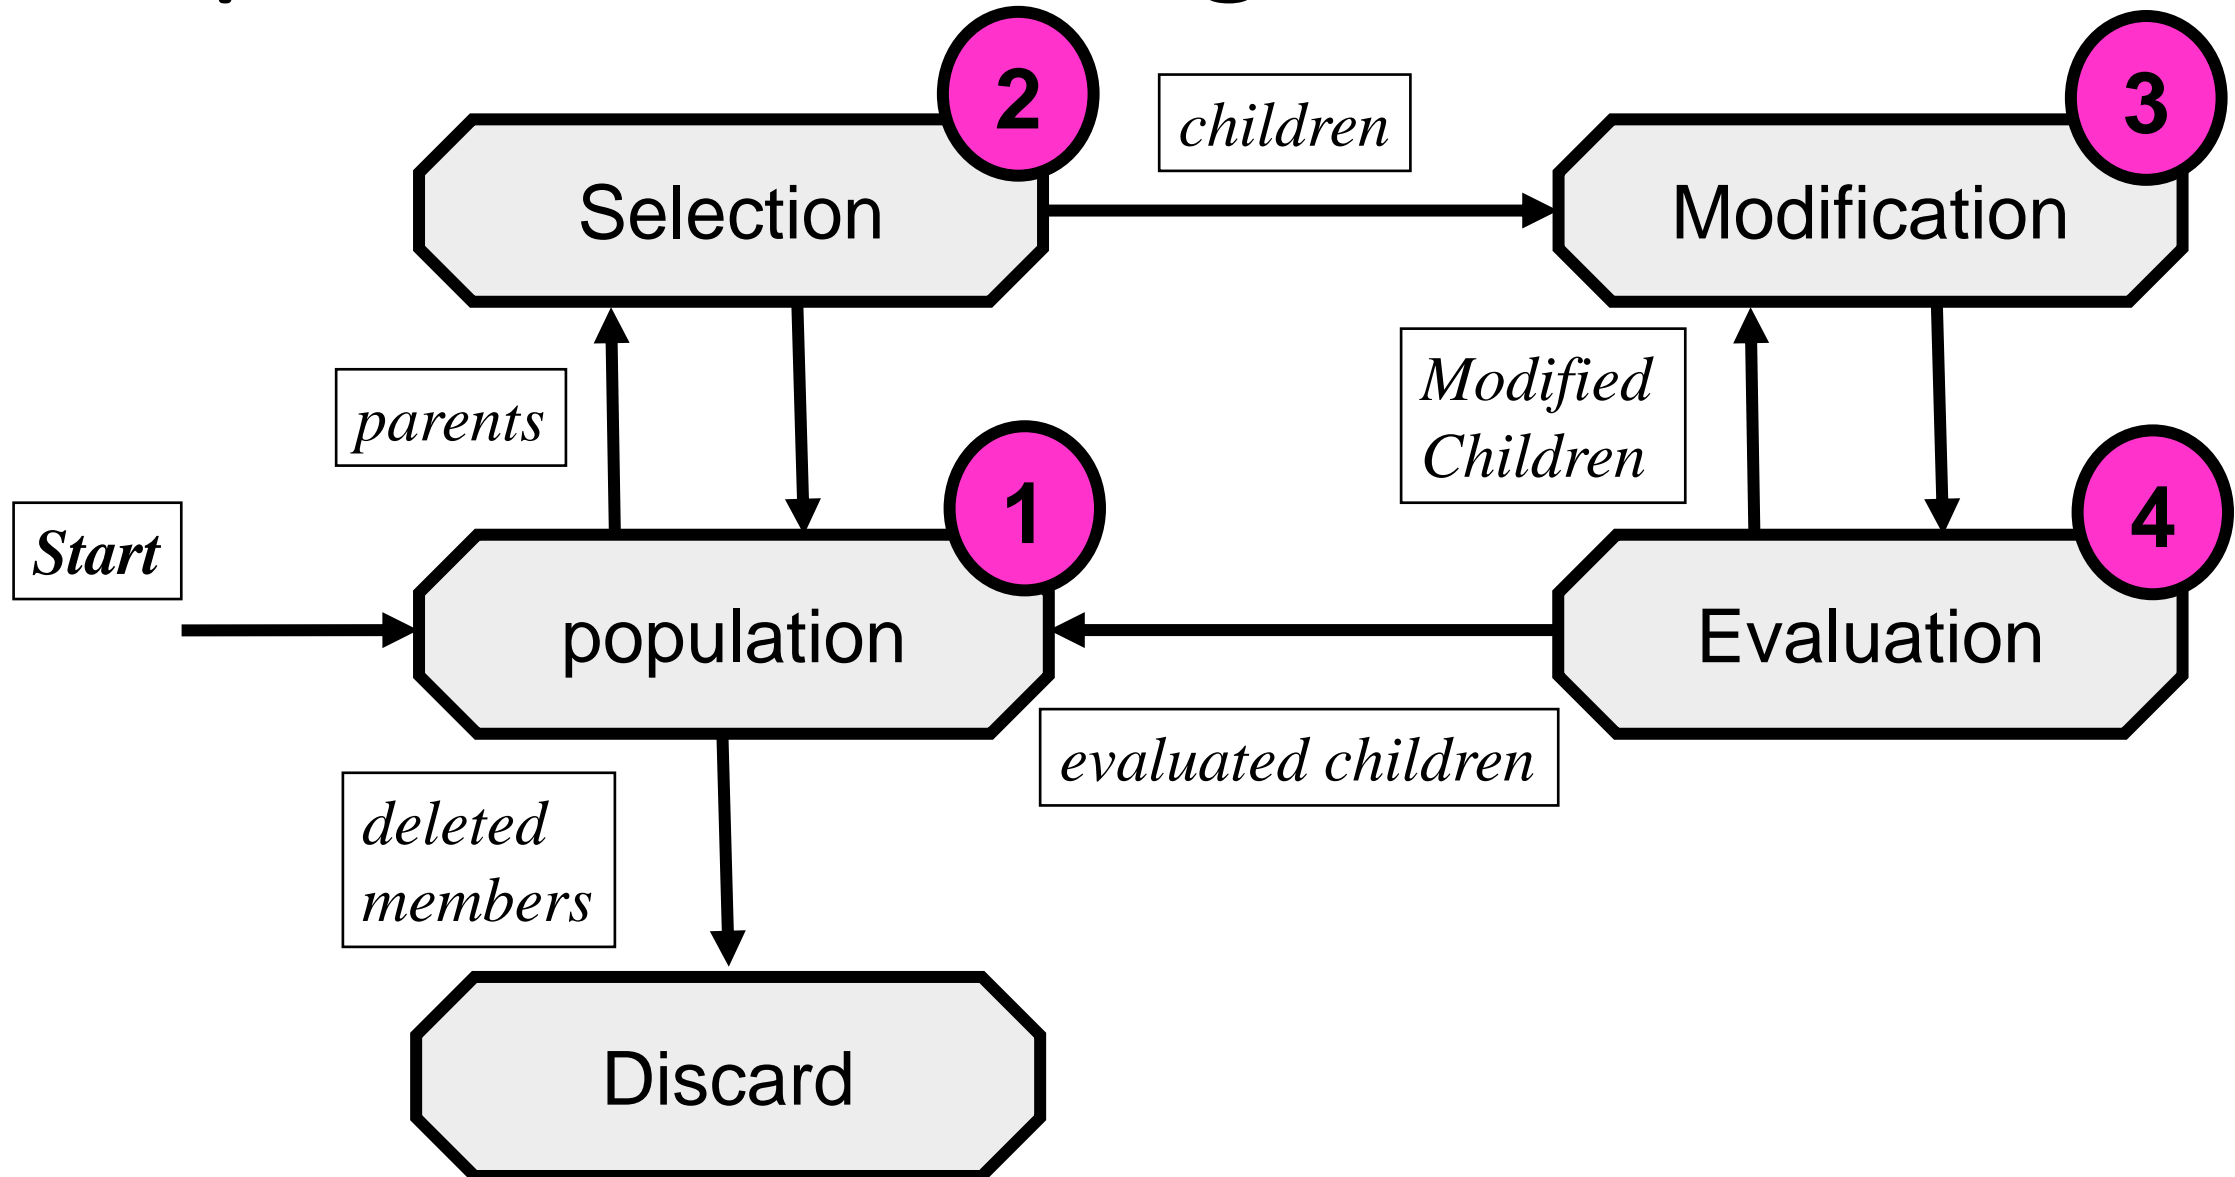 2
children
3
Selection
Modification
parents
Modified
Children
Start
1
4
population
Evaluation
evaluated children
deleted
members
Discard